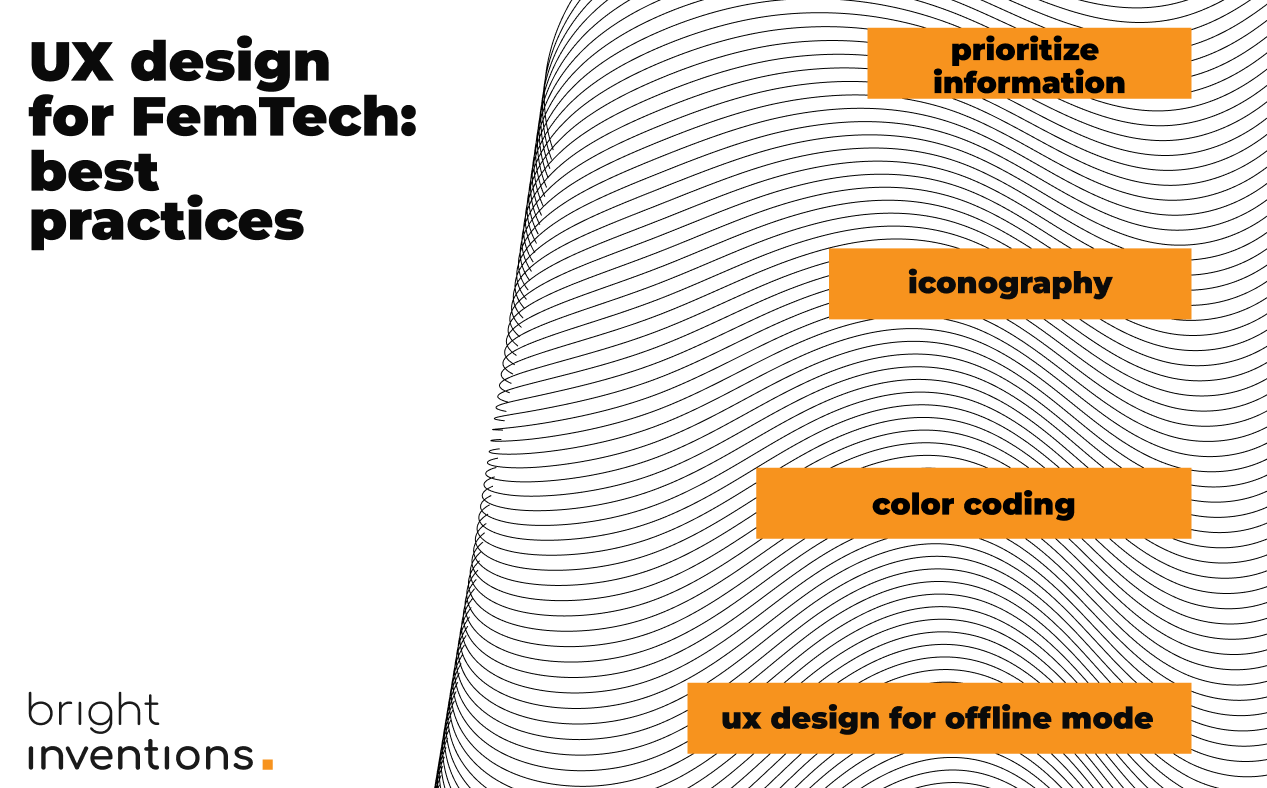 UX design
for FemTech:
best
practices
prioritize
information
iconography
color coding
ux design for offline mode
bright
inventions.